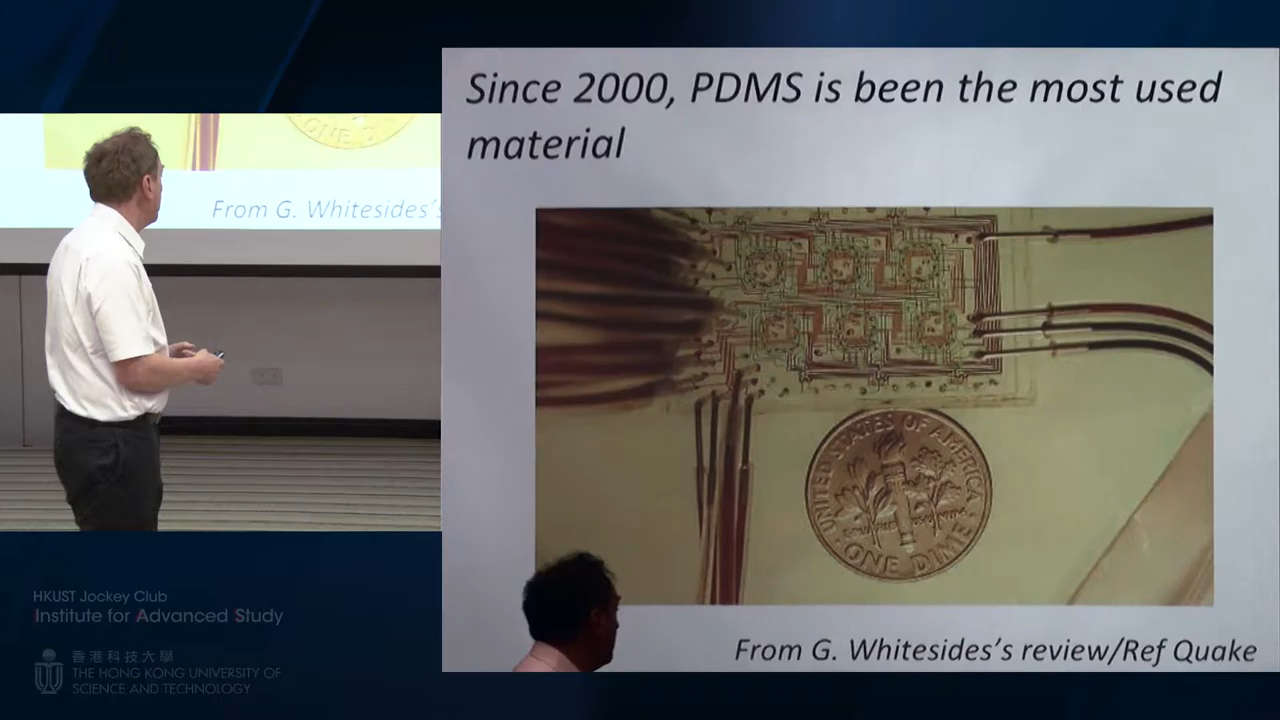 Since 2000, PDMS is been the most used
material
ONE DI
From G. Whitesides's
UNITED STATES OF AMERICA
ONE DIME
From G. Whitesides's review/Ref Quake
HKUST Jockey Club
Institute for Advanced Study
香港科技大學
THE HONG KONG UNIVERSITY OF
SCIENCE AND TECHNOLOGY